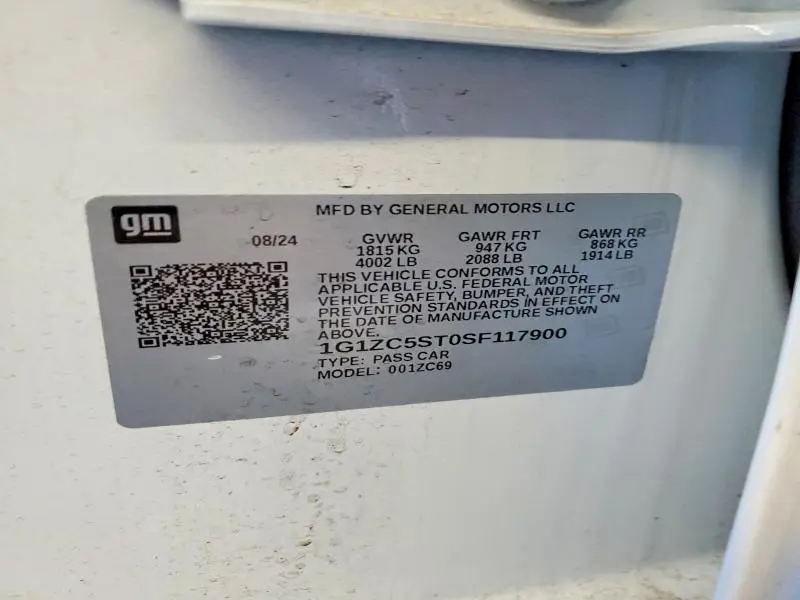 gm
MFD BY GENERAL MOTORS LLC
08/24
GVWR GAWR FRT GAWR RR
1815 KG 947 KG 868 KG
4002 LB 2088 LB 1914 LB
THIS VEHICLE CONFORMS TO ALL
APPLICABLE U.S. FEDERAL MOTOR
VEHICLE SAFETY, BUMPER, AND THEFT
PREVENTION STANDARDS IN EFFECT ON
THE DATE OF MANUFACTURE SHOWN
ABOVE.
1G1ZC5ST0SF117900
TYPE: PASS CAR
MODEL: 001ZC69